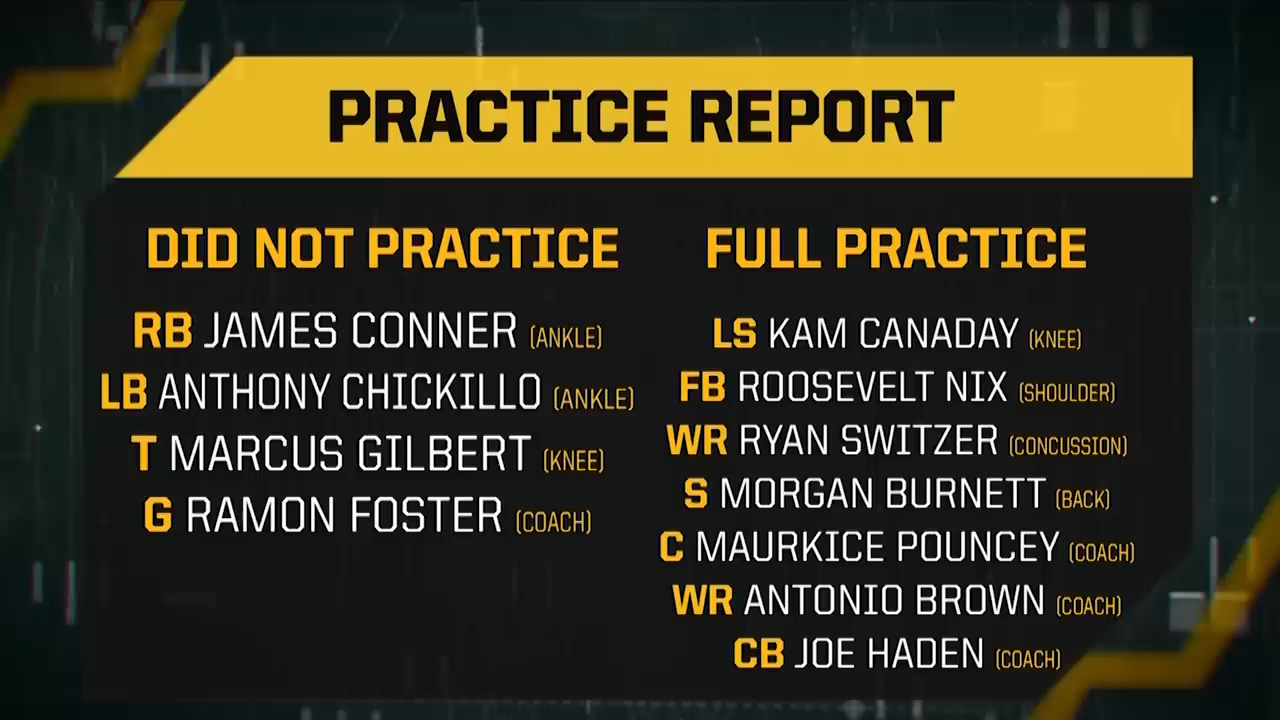 PRACTICE REPORT
DID NOT PRACTICE
RB JAMES CONNER (ANKLE)
LB ANTHONY CHICKILLO (ANKLE)
T MARCUS GILBERT (KNEE)
G RAMON FOSTER (COACH)
FULL PRACTICE
LS KAM CANADAY (KNEE)
FB ROOSEVELT NIX (SHOULDER)
WR RYAN SWITZER (CONCUSSION)
S MORGAN BURNETT (BACK)
C MAURKICE POUNCEY (COACH)
WR ANTONIO BROWN (COACH)
CB JOE HADEN (COACH)